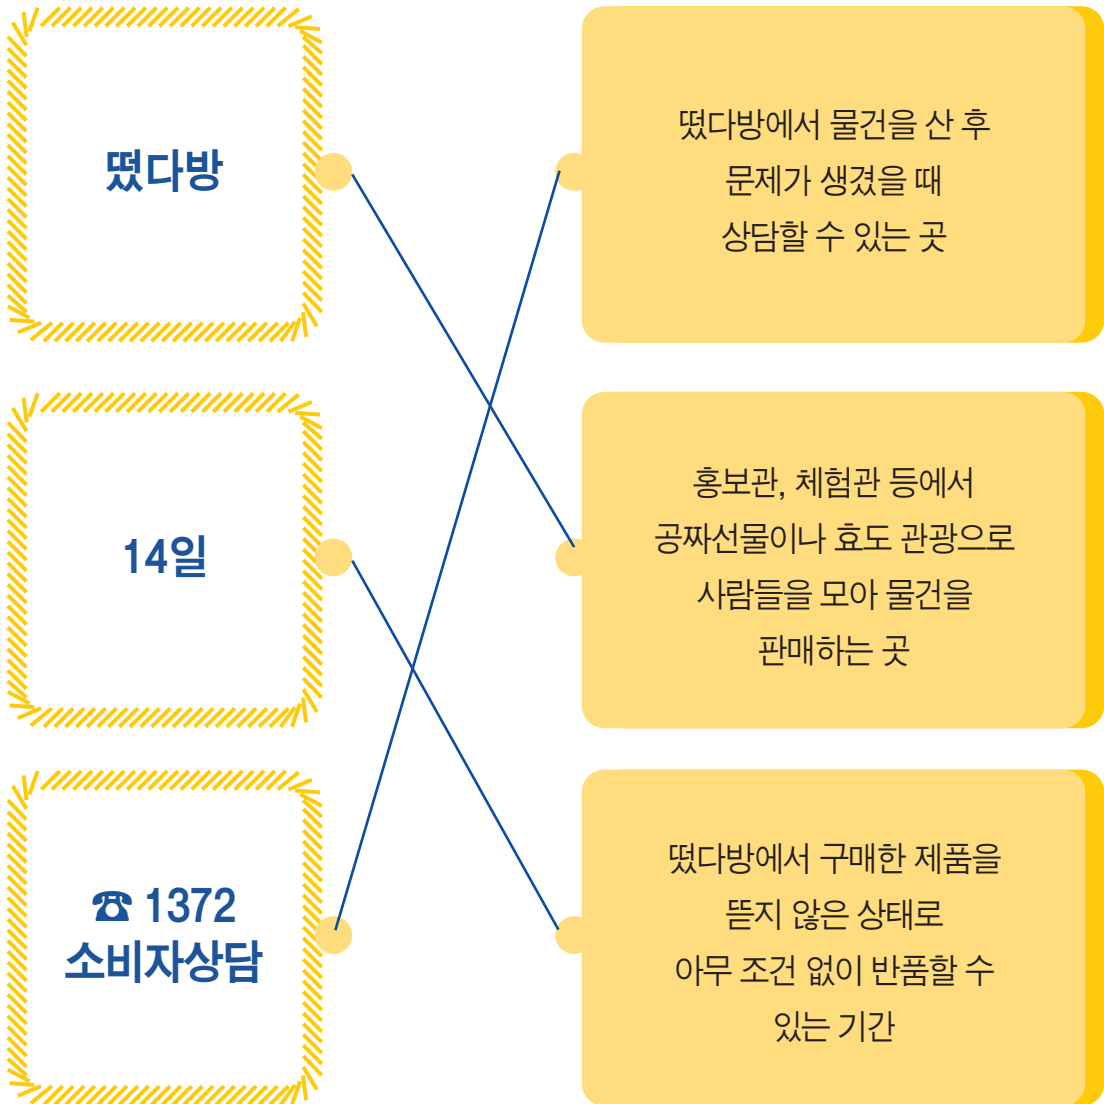 떴다방
떴다방에서 물건을 산 후
문제가 생겼을 때
상담할 수 있는 곳
14일
홍보관, 체험관 등에서
공짜선물이나 효도 관광으로
사람들을 모아 물건을
판매하는 곳
☎ 1372
소비자상담
떴다방에서 구매한 제품을
뜯지 않은 상태로
아무 조건 없이 반품할 수
있는 기간